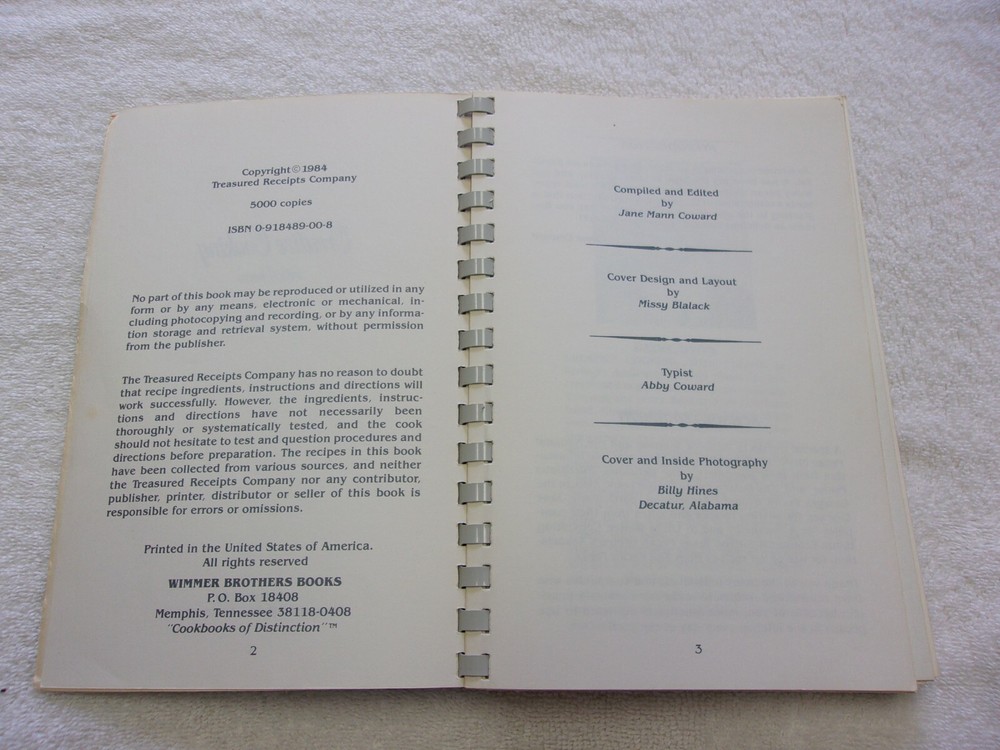 Copyright © 1984
Treasured Receipts Company
5000 copies
ISBN 0-918489-00-8
No part of this book may be reproduced or utilized in any
form or by any means, electronic or mechanical, in-
cluding photocopying and recording, or by any informa-
tion storage and retrieval system, without permission
from the publisher.
The Treasured Receipts Company has no reason to doubt
that recipe ingredients, instructions and directions will
work successfully. However, the ingredients, instruc-
tions and directions have not necessarily been
thoroughly or systematically tested, and the cook
should not hesitate to test and question procedures and
directions before preparation. The recipes in this book
have been collected from various sources, and neither
the Treasured Receipts Company nor any contributor,
publisher, printer, distributor or seller of this book is
responsible for errors or omissions.
Printed in the United States of America.
All rights reserved
WIMMER BROTHERS BOOKS
P.O. Box 18408
Memphis, Tennessee 38118-0408
"Cookbooks of Distinction"™
2
Compiled and Edited
by
Jane Mann Coward
Cover Design and Layout
by
Missy Blalack
Typist
Abby Coward
Cover and Inside Photography
by
Billy Hines
Decatur, Alabama
3